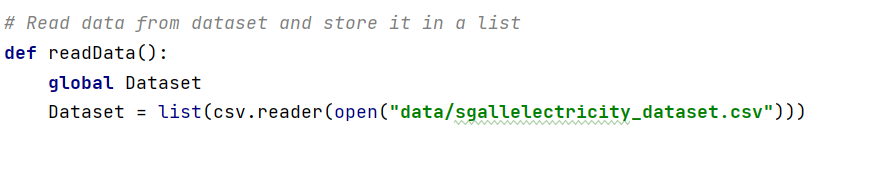 # Read data from dataset and store it in a list
def readData():
    global Dataset
    Dataset = list(csv.reader(open("data/sgallelectricity_dataset.csv")))